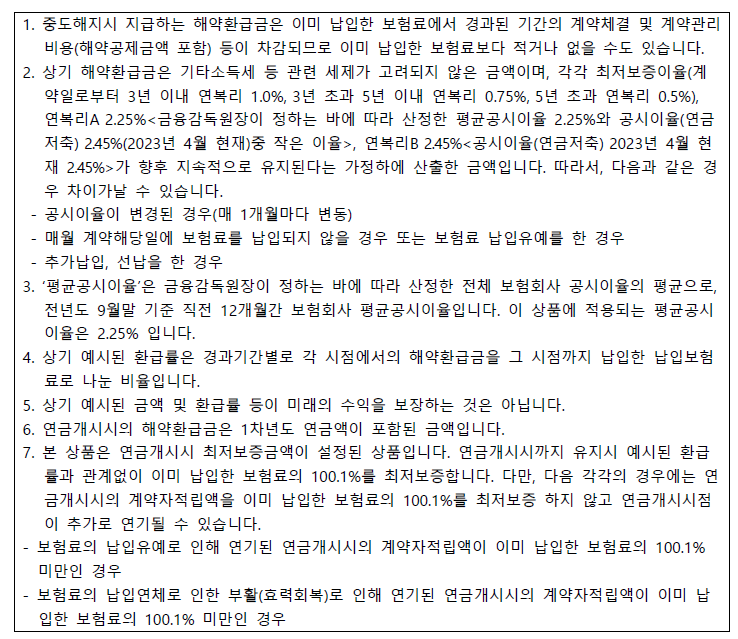 1. 중도해지시 지급하는 해약환급금은 이미 납입한 보험료에서 경과된 기간의 계약체결 및 계약관리
비용(해약공제금액 포함) 등이 차감되므로 이미 납입한 보험료보다 적거나 없을 수도 있습니다.
2. 상기 해약환급금은 기타소득세 등 관련 세제가 고려되지 않은 금액이며, 각각 최저보증이율(계
약일로부터 3년 이내 연복리 1.0%, 3년 초과 5년 이내 연복리 0.75%, 5년 초과 연복리 0.5%),
연복리A 2.25%<금융감독원장이 정하는 바에 따라 산정한 평균공시이율 2.25%와 공시이율(연금
저축) 2.45%(2023년 4월 현재)중 작은 이율>, 연복리B 2.45%<공시이율(연금저축) 2023년 4월 현
재 2.45%>가 향후 지속적으로 유지된다는 가정하에 산출한 금액입니다. 따라서, 다음과 같은 경
우 차이가날 수 있습니다.
- 공시이율이 변경된 경우(매 1개월마다 변동)
- 매월 계약해당일에 보험료를 납입되지 않을 경우 또는 보험료 납입유예를 한 경우
- 추가납입, 선납을 한 경우
3. '평균공시이율'은 금융감독원장이 정하는 바에 따라 산정한 전체 보험회사 공시이율의 평균으로,
전년도 9월말 기준 직전 12개월간 보험회사 평균공시이율입니다. 이 상품에 적용되는 평균공시
이율은 2.25% 입니다.
4. 상기 예시된 환급률은 경과기간별로 각 시점에서의 해약환급금을 그 시점까지 납입한 납입보험
료로 나눈 비율입니다.
5. 상기 예시된 금액 및 환급률 등이 미래의 수익을 보장하는 것은 아닙니다.
6. 연금개시시의 해약환급금은 1차년도 연금액이 포함된 금액입니다.
7. 본 상품은 연금개시시 최저보증금액이 설정된 상품입니다. 연금개시시까지 유지시 예시된 환급
률과 관계없이 이미 납입한 보험료의 100.1%를 최저보증합니다. 다만, 다음 각각의 경우에는 연
금개시시의 계약자적립액을 이미 납입한 보험료의 100.1%를 최저보증 하지 않고 연금개시시점
이 추가로 연기될 수 있습니다.
- 보험료의 납입유예로 인해 연기된 연금개시시의 계약자적립액이 이미 납입한 보험료의 100.1%
미만인 경우
- 보험료의 납입연체로 인한 부활(효력회복)로 인해 연기된 연금개시시의 계약자적립액이 이미 납
입한 보험료의 100.1% 미만인 경우